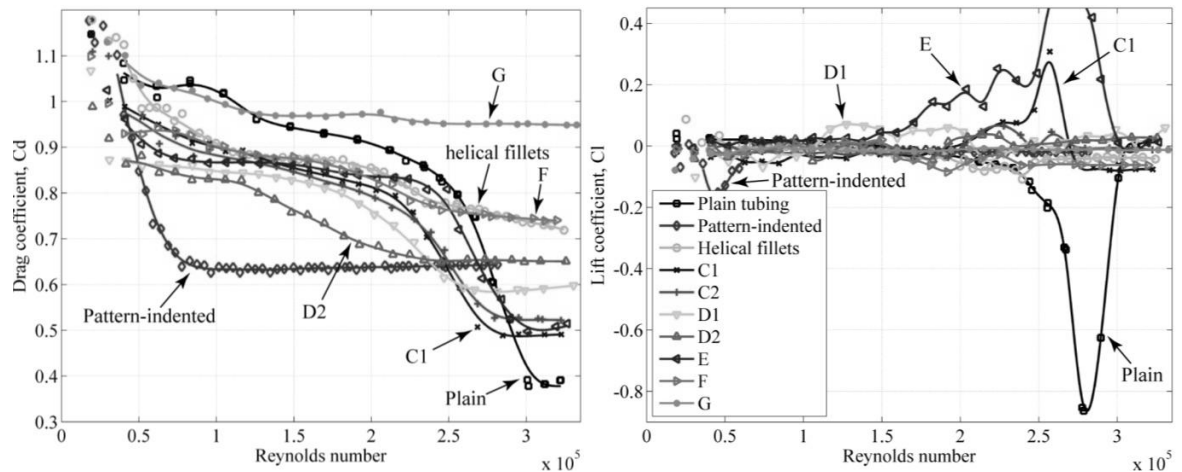 1.1
1
0.9
0.8
0.7
0.6
0.5
0.4
0.3
Drag coefficient, Cd
G
helical fillets
F
D2
Pattern-indented
C1
Plain
0 0.5 1 1.5 2 2.5 3
Reynolds number
x 10⁵
0.4
0.2
0
-0.2
-0.4
-0.6
-0.8
Lift coefficient, Cl
E
C1
D1
Pattern-indented
Plain
Plain tubing
Pattern-indented
Helical fillets
C1
C2
D1
D2
E
F
G
0 0.5 1 1.5 2 2.5 3
Reynolds number
x 10⁵